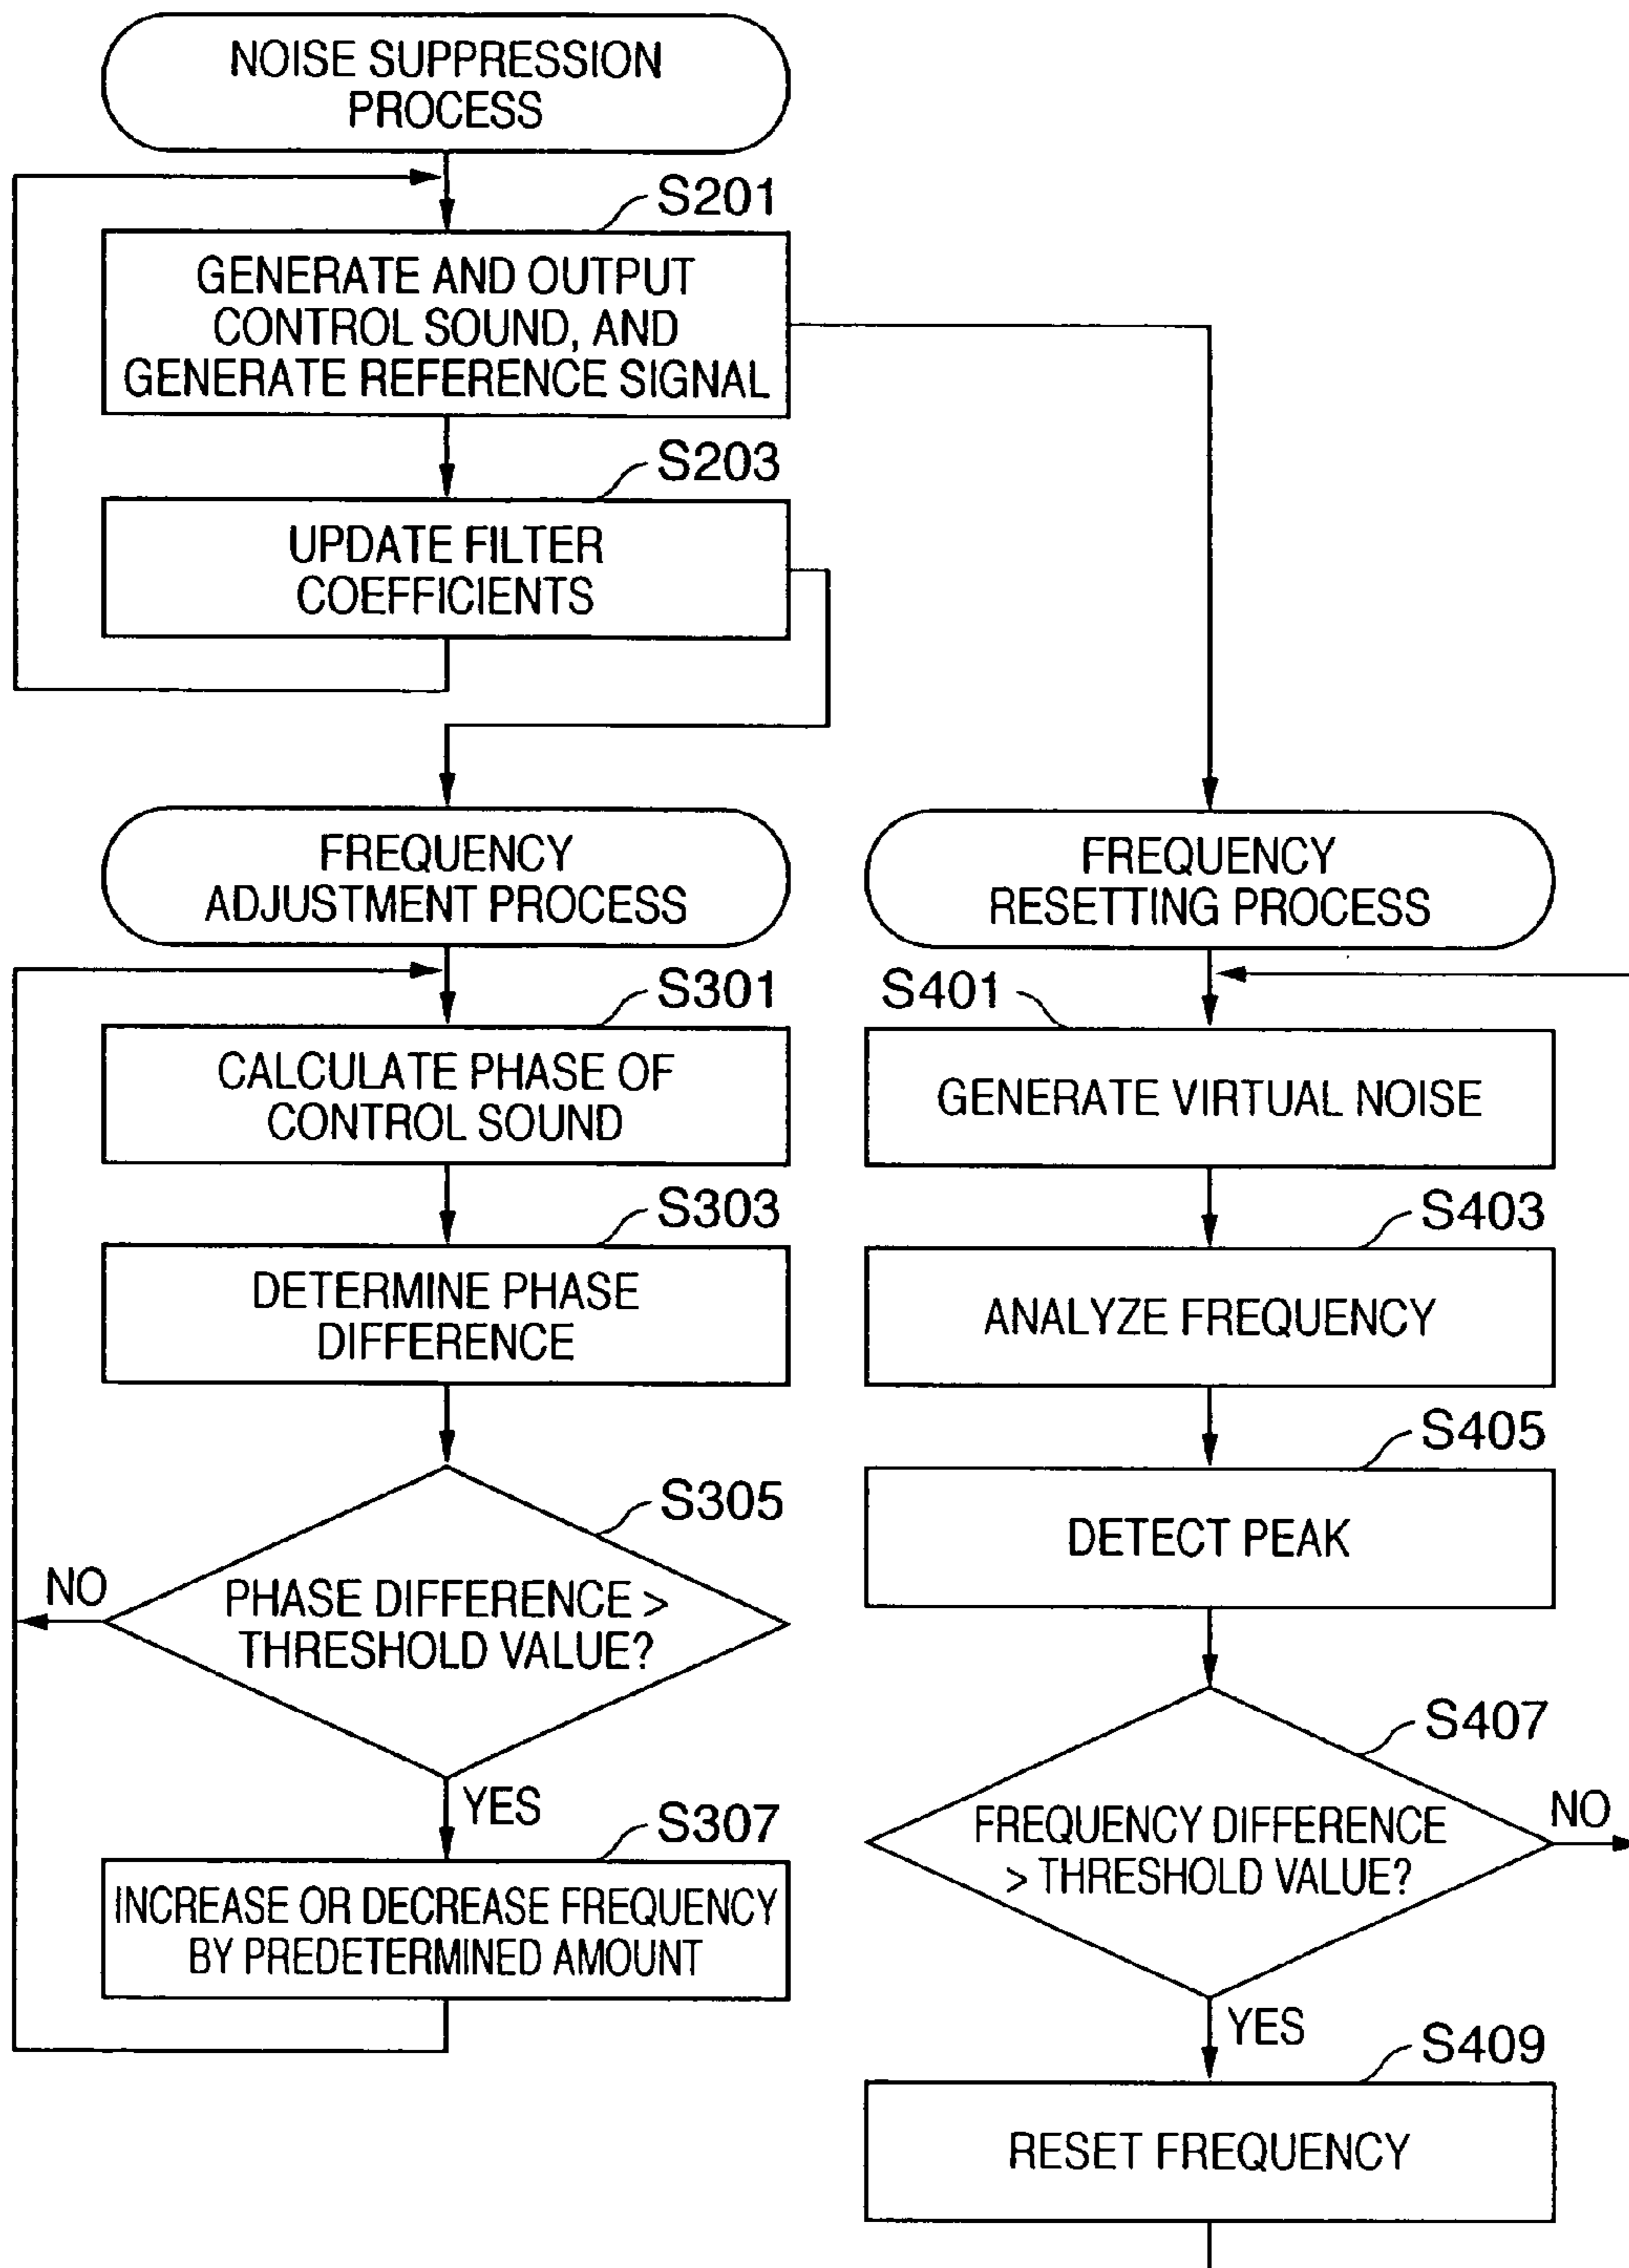 NOISE SUPPRESSION
PROCESS
S201
GENERATE AND OUTPUT
CONTROL SOUND, AND
GENERATE REFERENCE SIGNAL
S203
UPDATE FILTER
COEFFICIENTS
FREQUENCY
ADJUSTMENT PROCESS
S301
CALCULATE PHASE OF
CONTROL SOUND
S303
DETERMINE PHASE
DIFFERENCE
S305
NO
PHASE DIFFERENCE >
THRESHOLD VALUE?
YES
S307
INCREASE OR DECREASE FREQUENCY
BY PREDETERMINED AMOUNT
FREQUENCY
RESETTING PROCESS
S401
GENERATE VIRTUAL NOISE
S403
ANALYZE FREQUENCY
S405
DETECT PEAK
S407
NO
FREQUENCY DIFFERENCE
> THRESHOLD VALUE?
YES
S409
RESET FREQUENCY